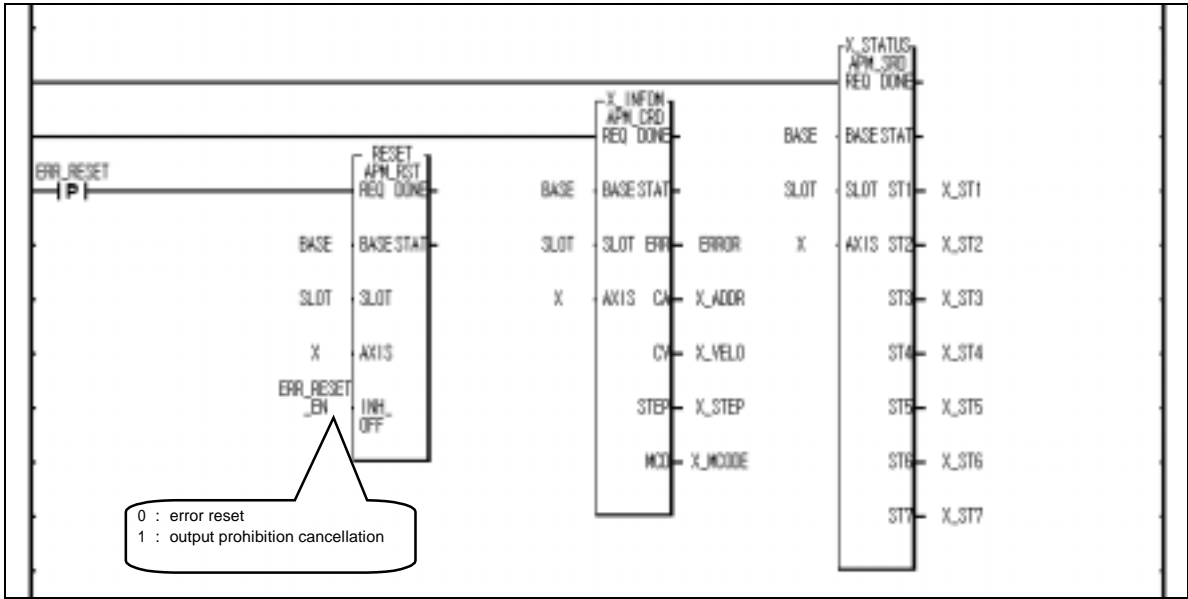 X_STATUS
APM_SRD
REQ DONE
BASE BASE STAT
SLOT SLOT ST1 X_ST1
X AXIS ST2 X_ST2
ST3 X_ST3
ST4 X_ST4
ST5 X_ST5
ST6 X_ST6
ST7 X_ST7
X_INFON
APM_CRD
REQ DONE
BASE BASE STAT
SLOT SLOT ERR ERROR
X AXIS CA X_ADDR
CV X_VELO
STEP X_STEP
MCD X_MCODE
ERR_RESET
P
RESET
APM_RST
REQ DONE
BASE BASE STAT
SLOT SLOT
X AXIS
ERR_RESET
_EN INH_
OFF
0 : error reset
1 : output prohibition cancellation